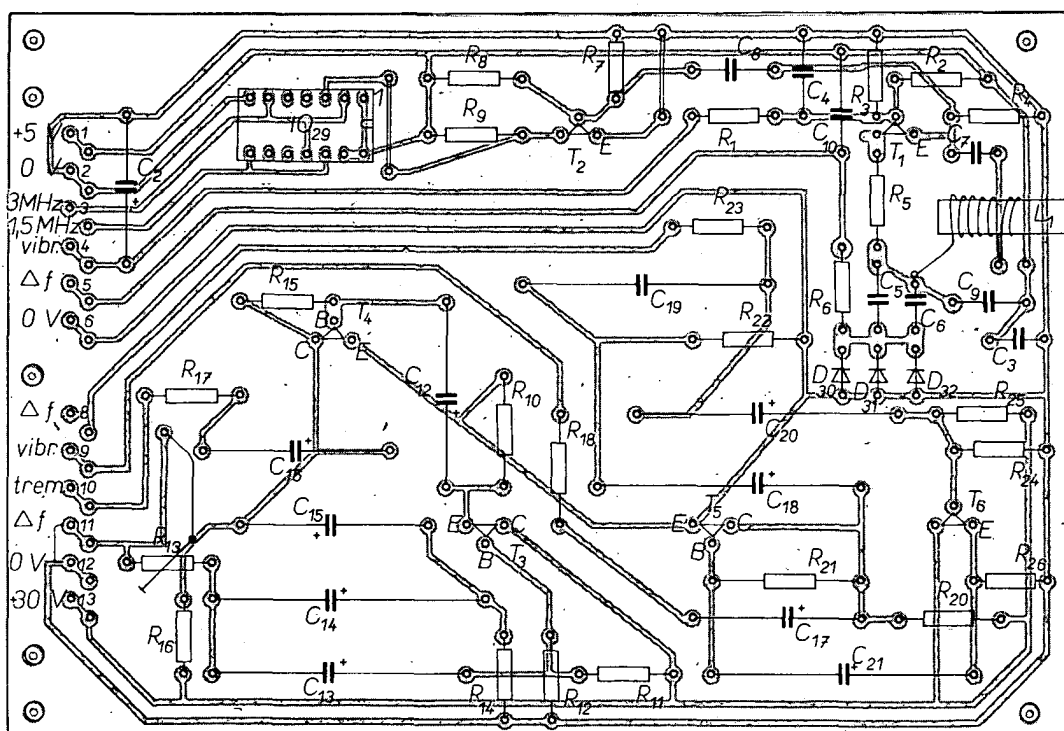 +5 1
0 V 2
3MHz 3
1,5 MHz
vibr. 4
Δf 5
0 V 6
Δf 8
vibr. 9
trem 10
Δf 11
0 V 12
+30 V 13
C2
IO29
1
R8
R9
R7
T2
E
C8
C4
R1
C10
R3
R2
C
T1
E
C7
R5
L1
R23
C19
R22
R6
C5
C6
C9
C3
D30
D31
D32
R25
R24
R15
B
T4
C
E
R17
C12
R10
R18
C16
C20
C18
C15
R13
E
C
B
T3
E
T5
C
B
T6
E
C
R21
R26
R20
C14
C17
R16
C13
R14
R12
R11
C21